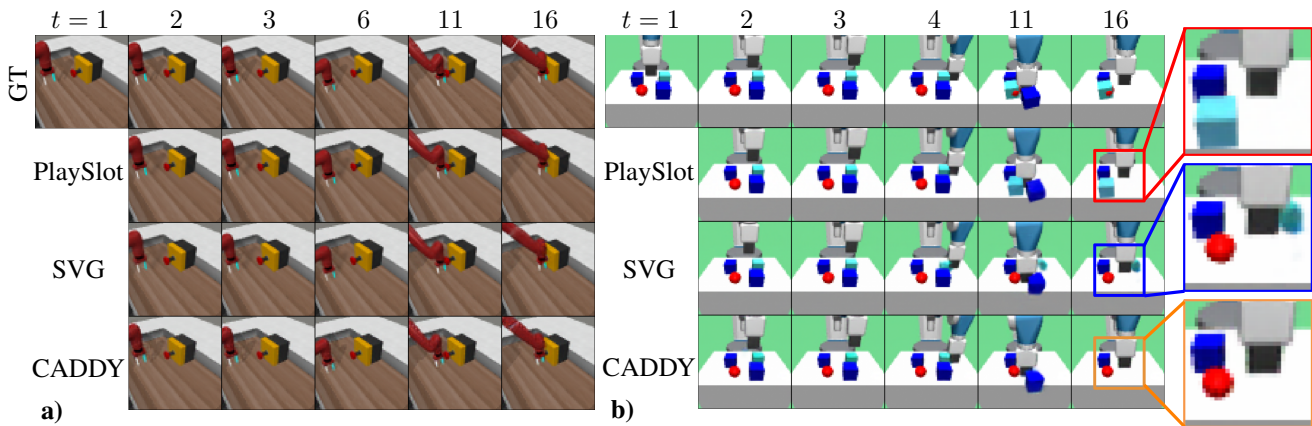 t = 1 2 3 6 11 16 t = 1 2 3 4 11 16
GT
PlaySlot PlaySlot
SVG SVG
CADDY CADDY
a) b)